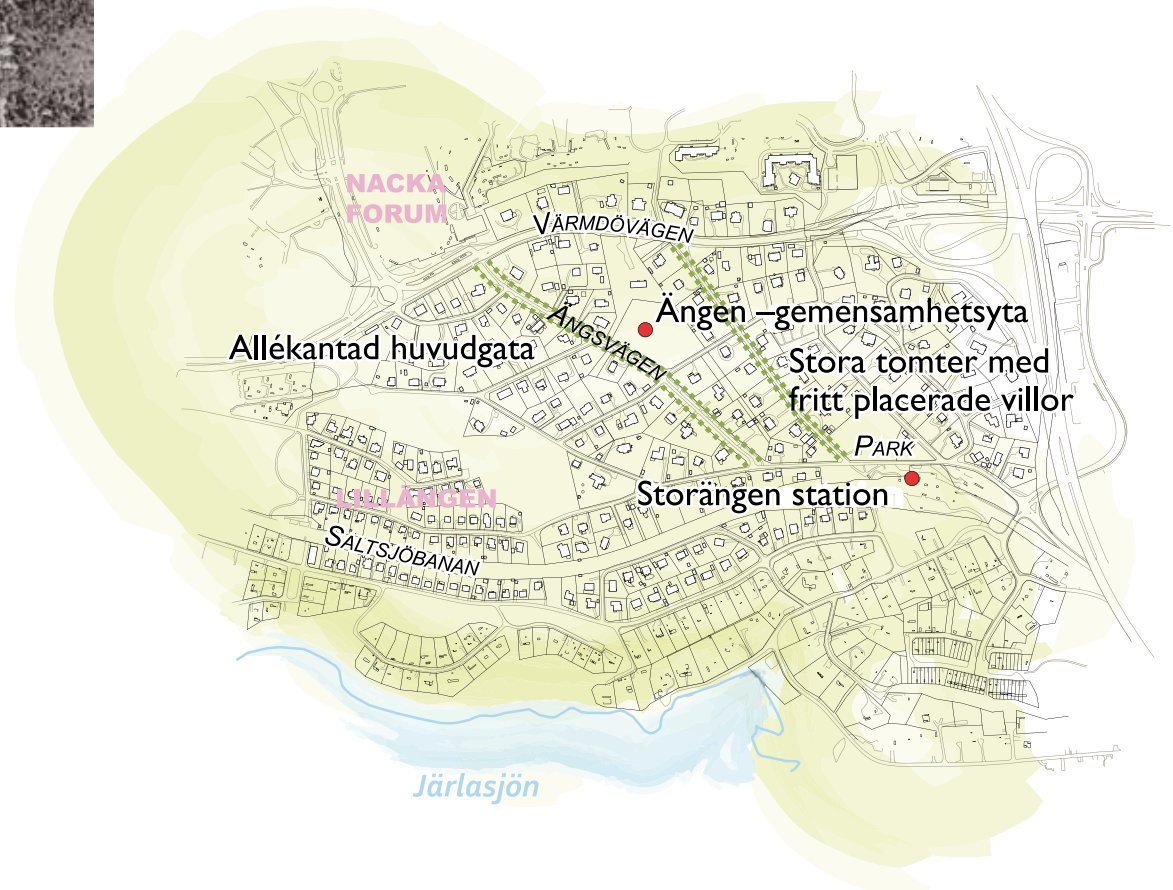 NACKA
FORUM
VÄRMDÖVÄGEN
Ängen –gemensamhetsyta
ÄNGSVÄGEN
Allékantad huvudgata
Stora tomter med
fritt placerade villor
PARK
Storängen station
LILLÄNGEN
SALTSJÖBANAN
Järlasjön